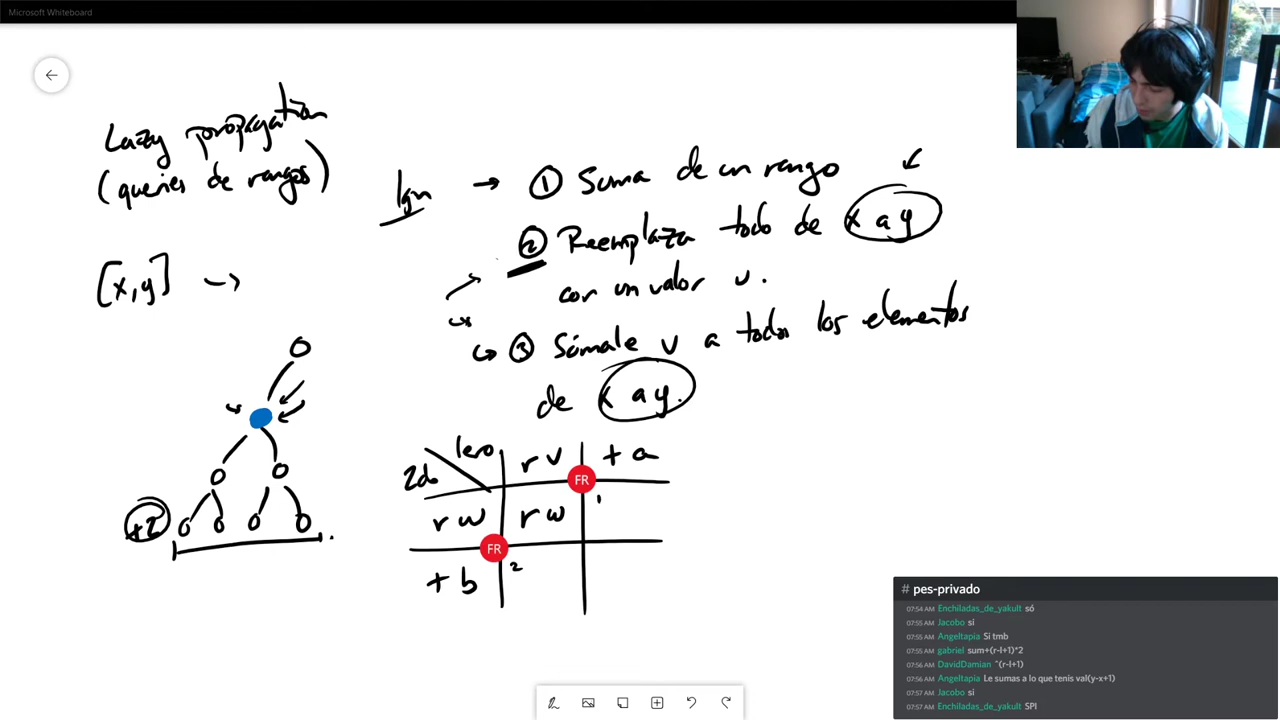 Microsoft Whiteboard
Lazy propagation
(queries de rangos)
lgn → ① Suma de un rango
② Reemplaza todo de x a y
con un valor v.
[x,y] →
③ Súmale v a todos los elementos
de x a y.
1ero
2do
r v
+ a
FR
r w
r w
1
FR
+ b
2
+2
# pes-privado
07:54 AM Enchiladas_de_yakult só
07:55 AM Jacobo sí
07:55 AM Angeltapia Si tmb
07:55 AM gabriel sum+(r-l+1)*2
07:56 AM DavidDamian ^(r-l+1)
07:56 AM Angeltapia Le sumas a lo que tenis val(y-x+1)
07:57 AM Jacobo si
07:57 AM Enchiladas_de_yakult SPI